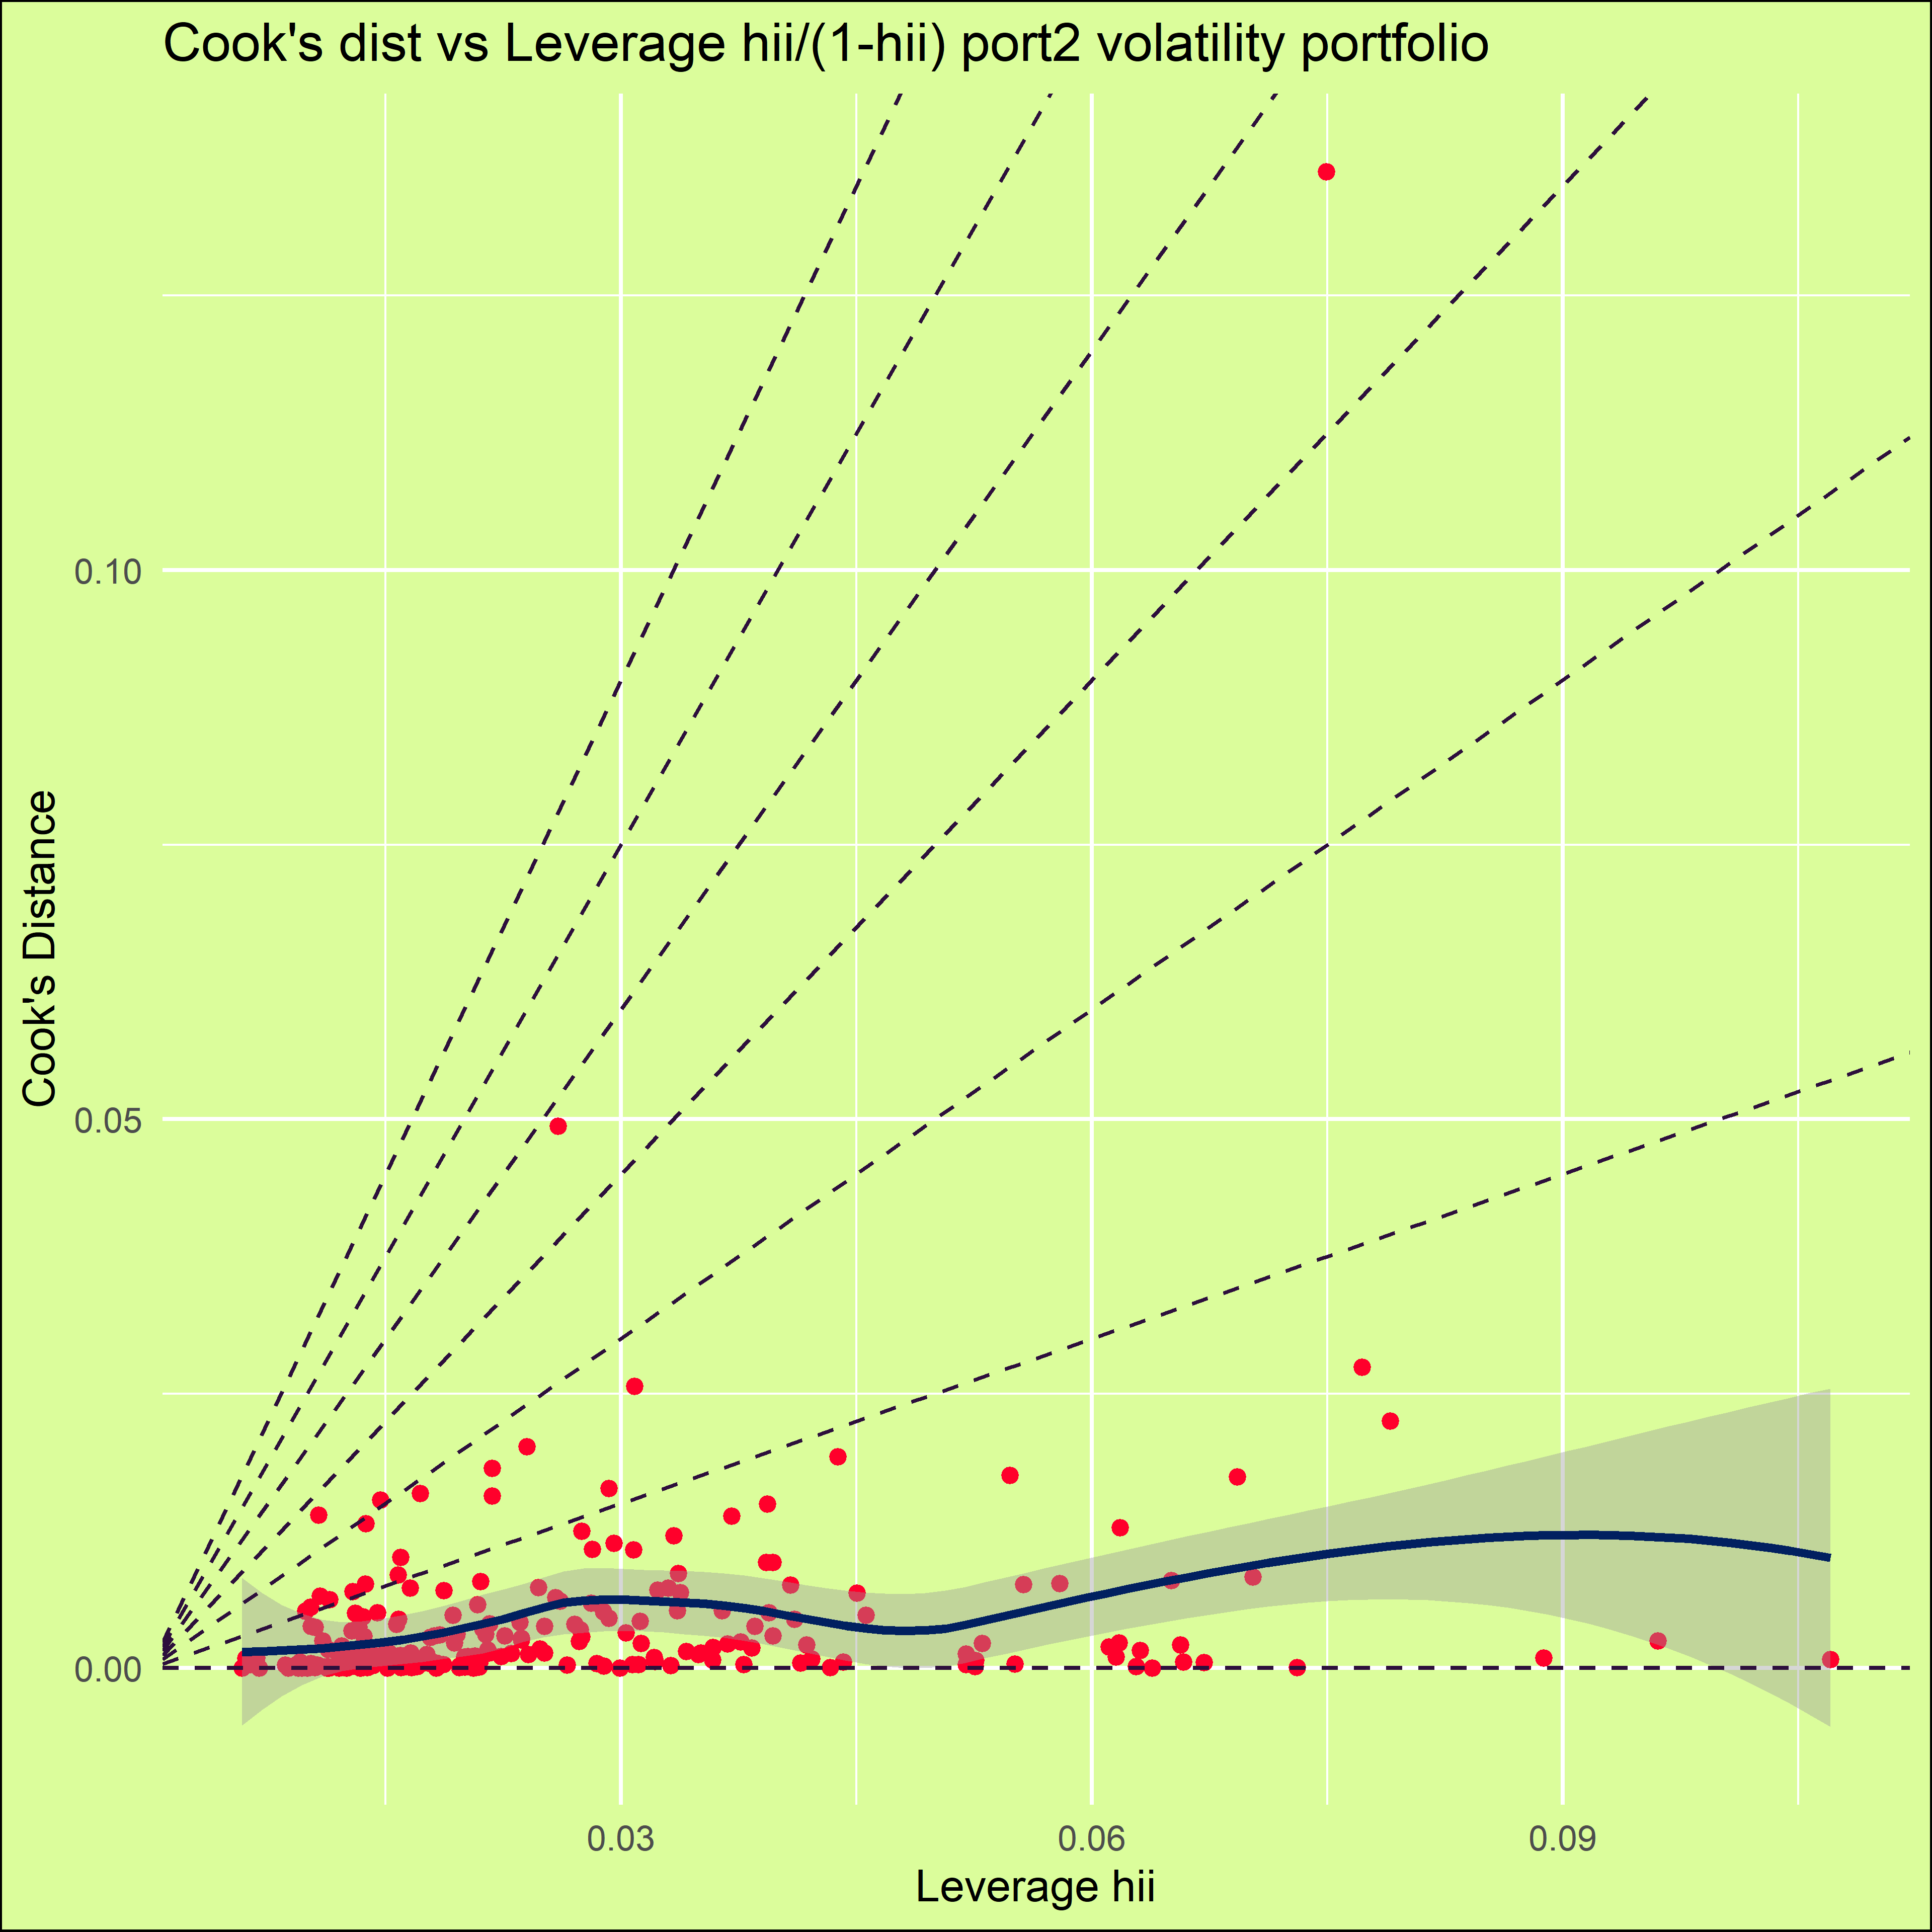 Cook's dist vs Leverage hii/(1-hii) port2 volatility portfolio
Cook's Distance
0.10
0.05
0.00
0.03 0.06 0.09
Leverage hii